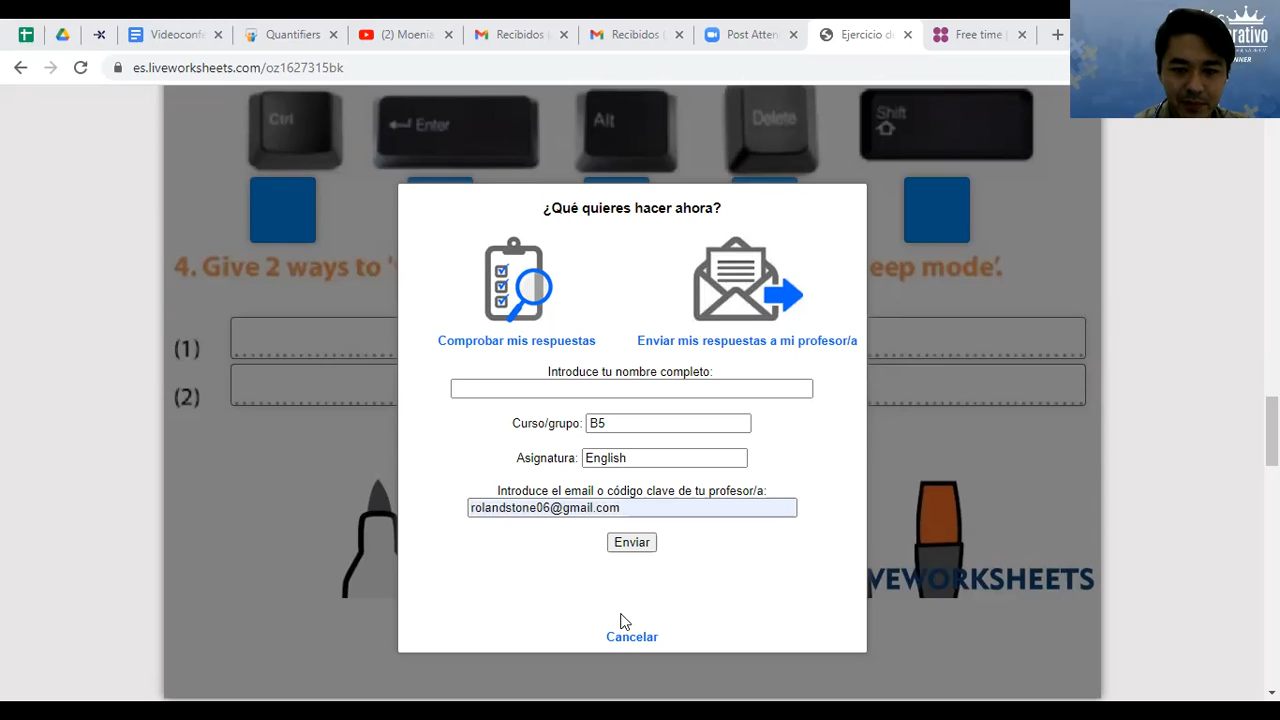 Videoconf
Quantifiers
(2) Moenia
Recibidos
Recibidos
Post Atten
Ejercicio d
Free time
es.liveworksheets.com/oz1627315bk
Ctrl
Enter
Alt
Delete
Shift
¿Qué quieres hacer ahora?
4. Give 2 ways to
eep mode’.
Comprobar mis respuestas
Enviar mis respuestas a mi profesor/a
(1)
(2)
Introduce tu nombre completo:
Curso/grupo: B5
Asignatura: English
Introduce el email o código clave de tu profesor/a:
rolandstone06@gmail.com
Enviar
VEWORKSHEETS
Cancelar